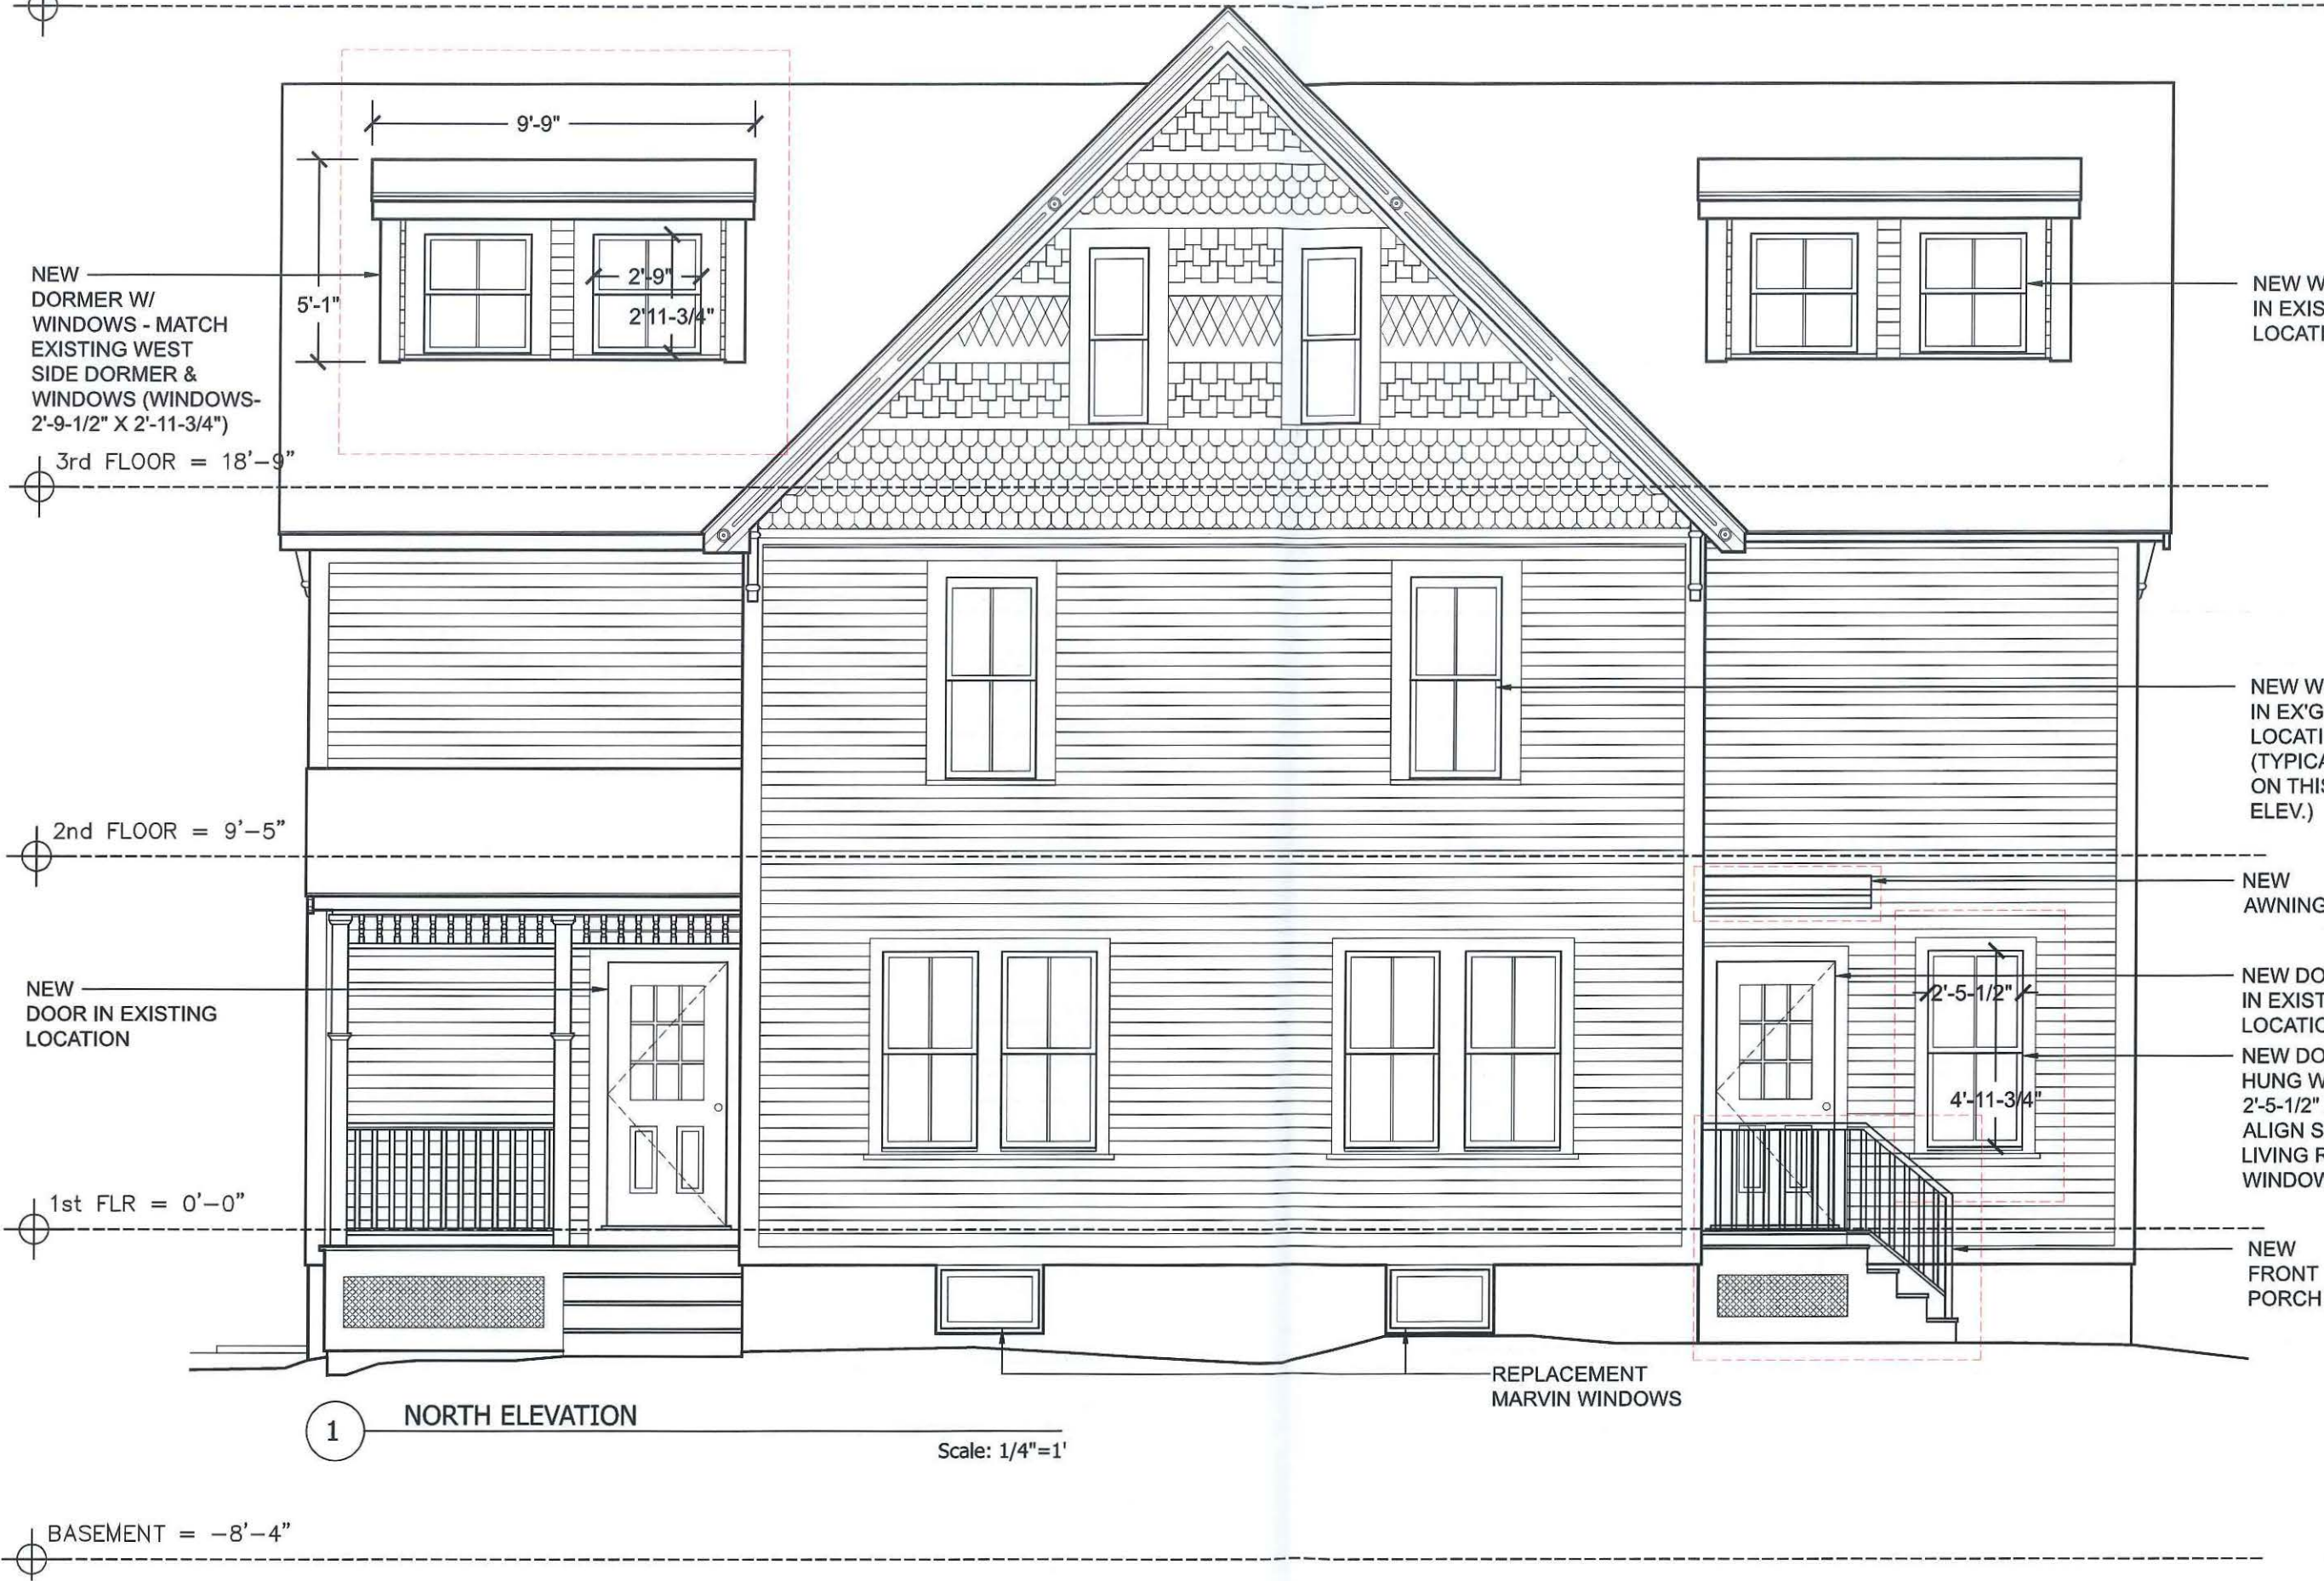 9'-9"
5'-1"
2'-9"
2'11-3/4"
NEW
DORMER W/
WINDOWS - MATCH
EXISTING WEST
SIDE DORMER &
WINDOWS (WINDOWS-
2'-9-1/2" X 2'-11-3/4")
NEW W
IN EXIS
LOCATI
3rd FLOOR = 18'-9"
NEW W
IN EX'G
LOCATI
(TYPICA
ON THIS
ELEV.)
2nd FLOOR = 9'-5"
NEW
AWNING
NEW
DOOR IN EXISTING
LOCATION
NEW DO
IN EXIST
LOCATIO
2'-5-1/2"
4'-11-3/4"
NEW DO
HUNG W
2'-5-1/2"
ALIGN S
LIVING R
WINDOW
1st FLR = 0'-0"
NEW
FRONT
PORCH
REPLACEMENT
MARVIN WINDOWS
1
NORTH ELEVATION
Scale: 1/4"=1'
BASEMENT = -8'-4"